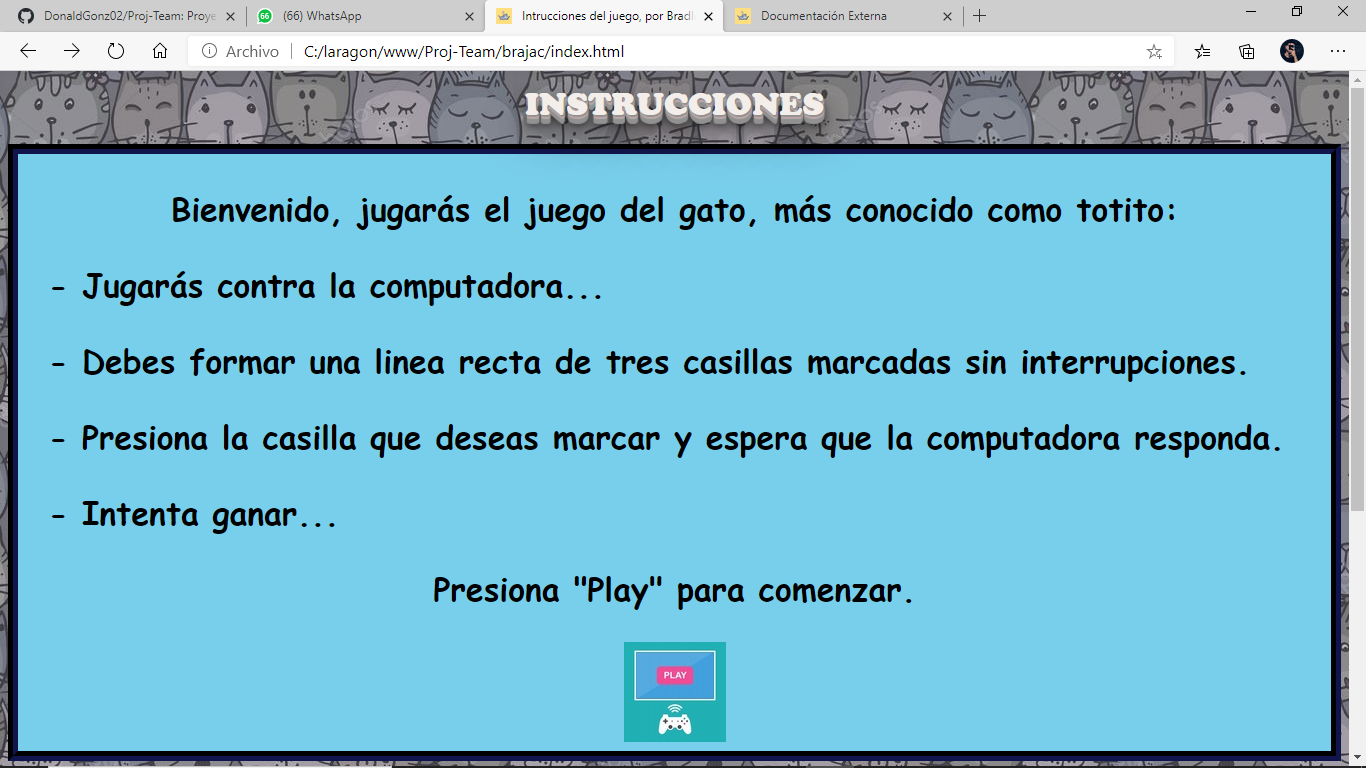 DonaldGonz02/Proj-Team: Proye
(66) WhatsApp
Intrucciones del juego, por Bradl
Documentación Externa
Archivo
C:/laragon/www/Proj-Team/brajac/index.html
INSTRUCCIONES
Bienvenido, jugarás el juego del gato, más conocido como totito:
- Jugarás contra la computadora...
- Debes formar una linea recta de tres casillas marcadas sin interrupciones.
- Presiona la casilla que deseas marcar y espera que la computadora responda.
- Intenta ganar...
Presiona "Play" para comenzar.
PLAY